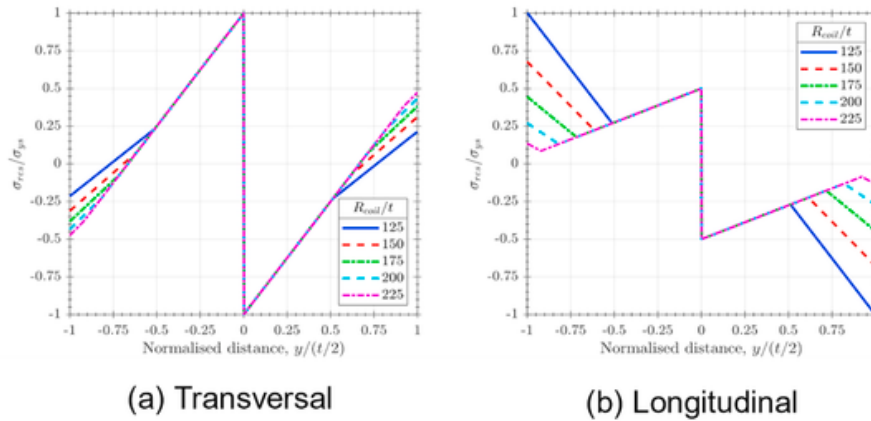 1
0.75
0.5
0.25
0
-0.25
-0.5
-0.75
-1
σres/σys
-1 -0.75 -0.5 -0.25 0 0.25 0.5 0.75 1
Normalised distance, y/(t/2)
Rcoil/t
125
150
175
200
225
(a) Transversal
1
0.75
0.5
0.25
0
-0.25
-0.5
-0.75
-1
σres/σys
-1 -0.75 -0.5 -0.25 0 0.25 0.5 0.75 1
Normalised distance, y/(t/2)
Rcoil/t
125
150
175
200
225
(b) Longitudinal